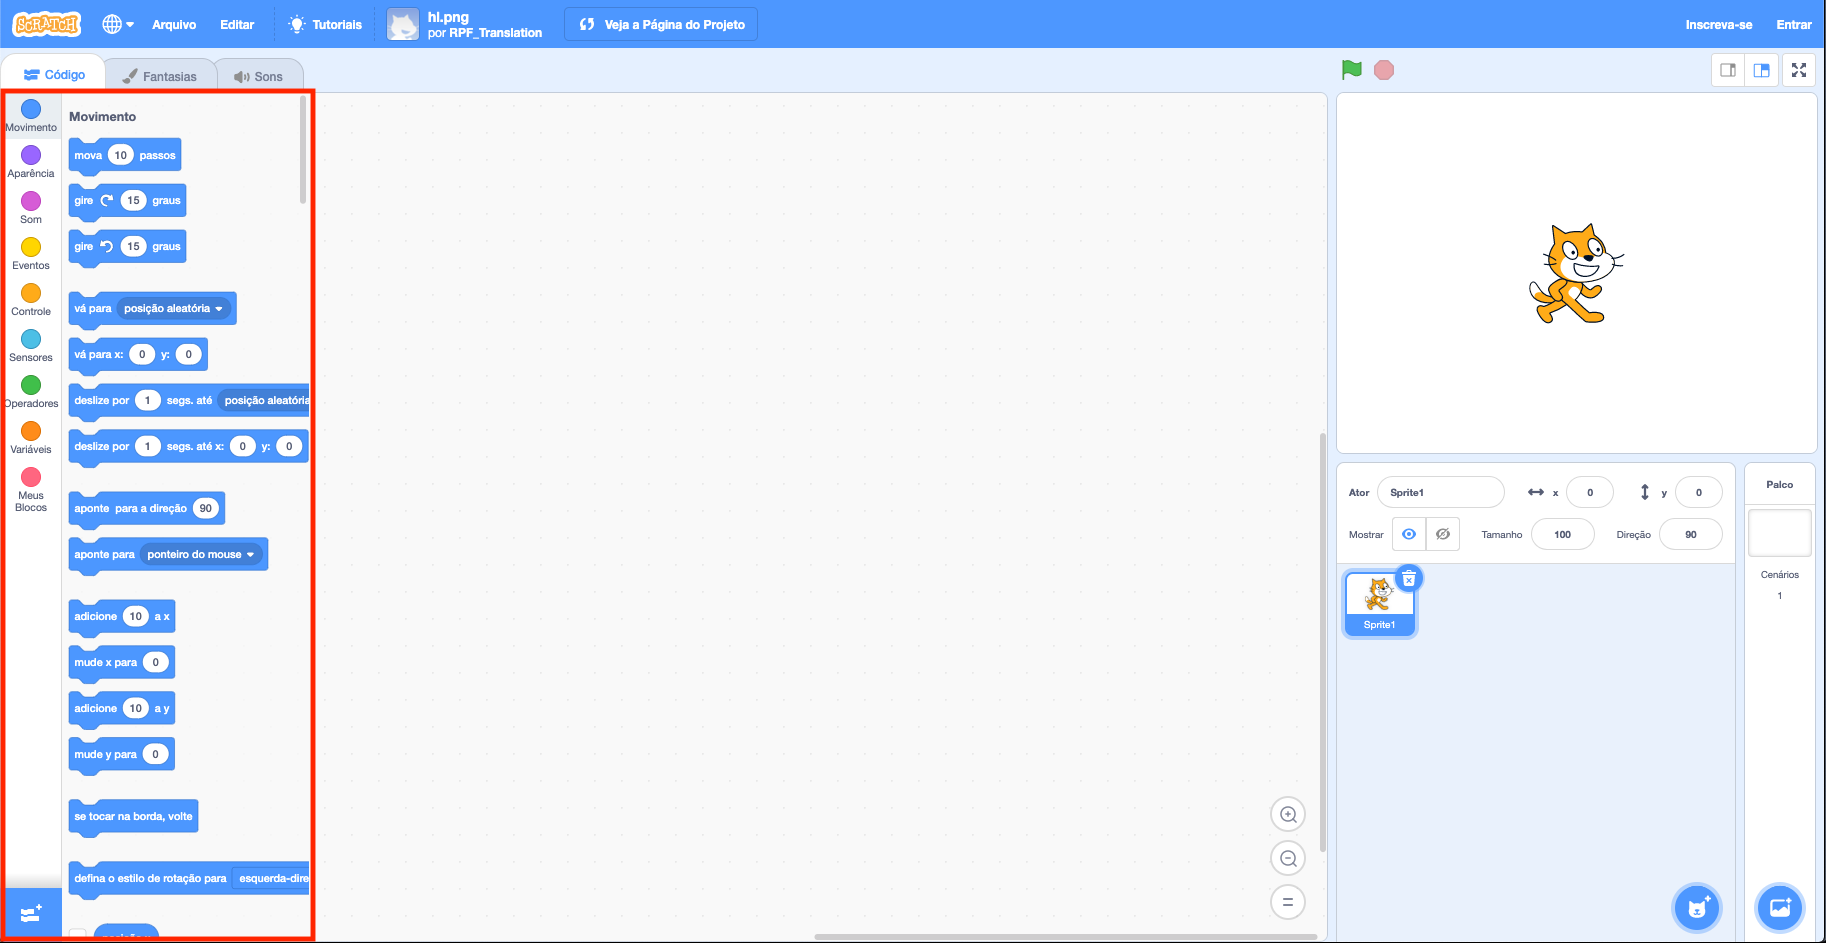 SCRATCH
Arquivo
Editar
Tutoriais
hl.png
por RPF_Translation
Veja a Página do Projeto
Inscreva-se
Entrar
Código
Fantasias
Sons
Movimento
Aparência
Som
Eventos
Controle
Sensores
Operadores
Variáveis
Meus
Blocos
Movimento
mova 10 passos
gire 15 graus
gire 15 graus
vá para posição aleatória
vá para x: 0 y: 0
deslize por 1 segs. até posição aleatória
deslize por 1 segs. até x: 0 y: 0
aponte para a direção 90
aponte para ponteiro do mouse
adicione 10 a x
mude x para 0
adicione 10 a y
mude y para 0
se tocar na borda, volte
defina o estilo de rotação para esquerda-dire
Ator Sprite1 x 0 y 0
Mostrar Tamanho 100 Direção 90
Sprite1
Palco
Cenários
1